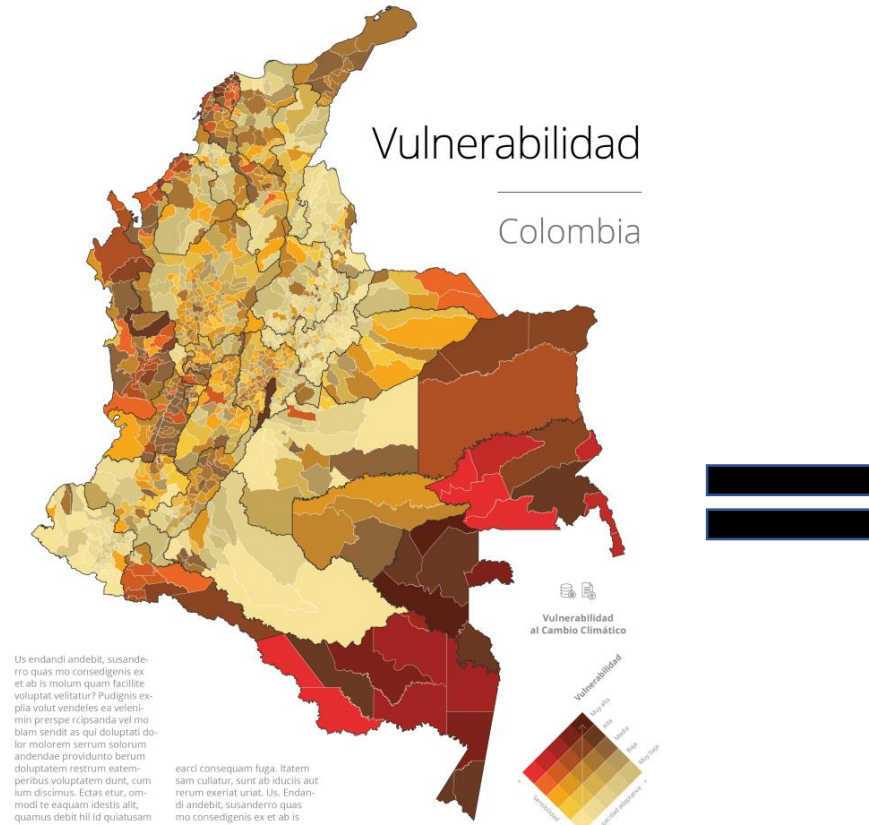 Vulnerabilidad
Colombia
Vulnerabilidad
al Cambio Climático
Vulnerabilidad
Muy alta
Alta
Media
Baja
Muy baja
Sensibilidad
adaptativa
Us endandi andebit, susande-
rro quas mo consedigenis ex
et ab is molum quam facillite
voluptat velitatur? Pudignis ex-
plia volut vendeles ea veleni-
min prerspe rcipsanda vel mo
blam sendit as qui doluptati do-
lor molorem serrum solorum
andendae providunto berum
doluptatem restrum eatem-
peribus voluptatem dunt, cum
ium discimus. Ectas etur, om-
modi te eaquam idestis alit,
quamus debit hil id quiatusam
earci consequam fuga. Itatem
sam cullatur, sunt ab iduciis aut
rerum exeriat uriat. Us. Endan-
di andebit, susanderro quas
mo consedigenis ex et ab is